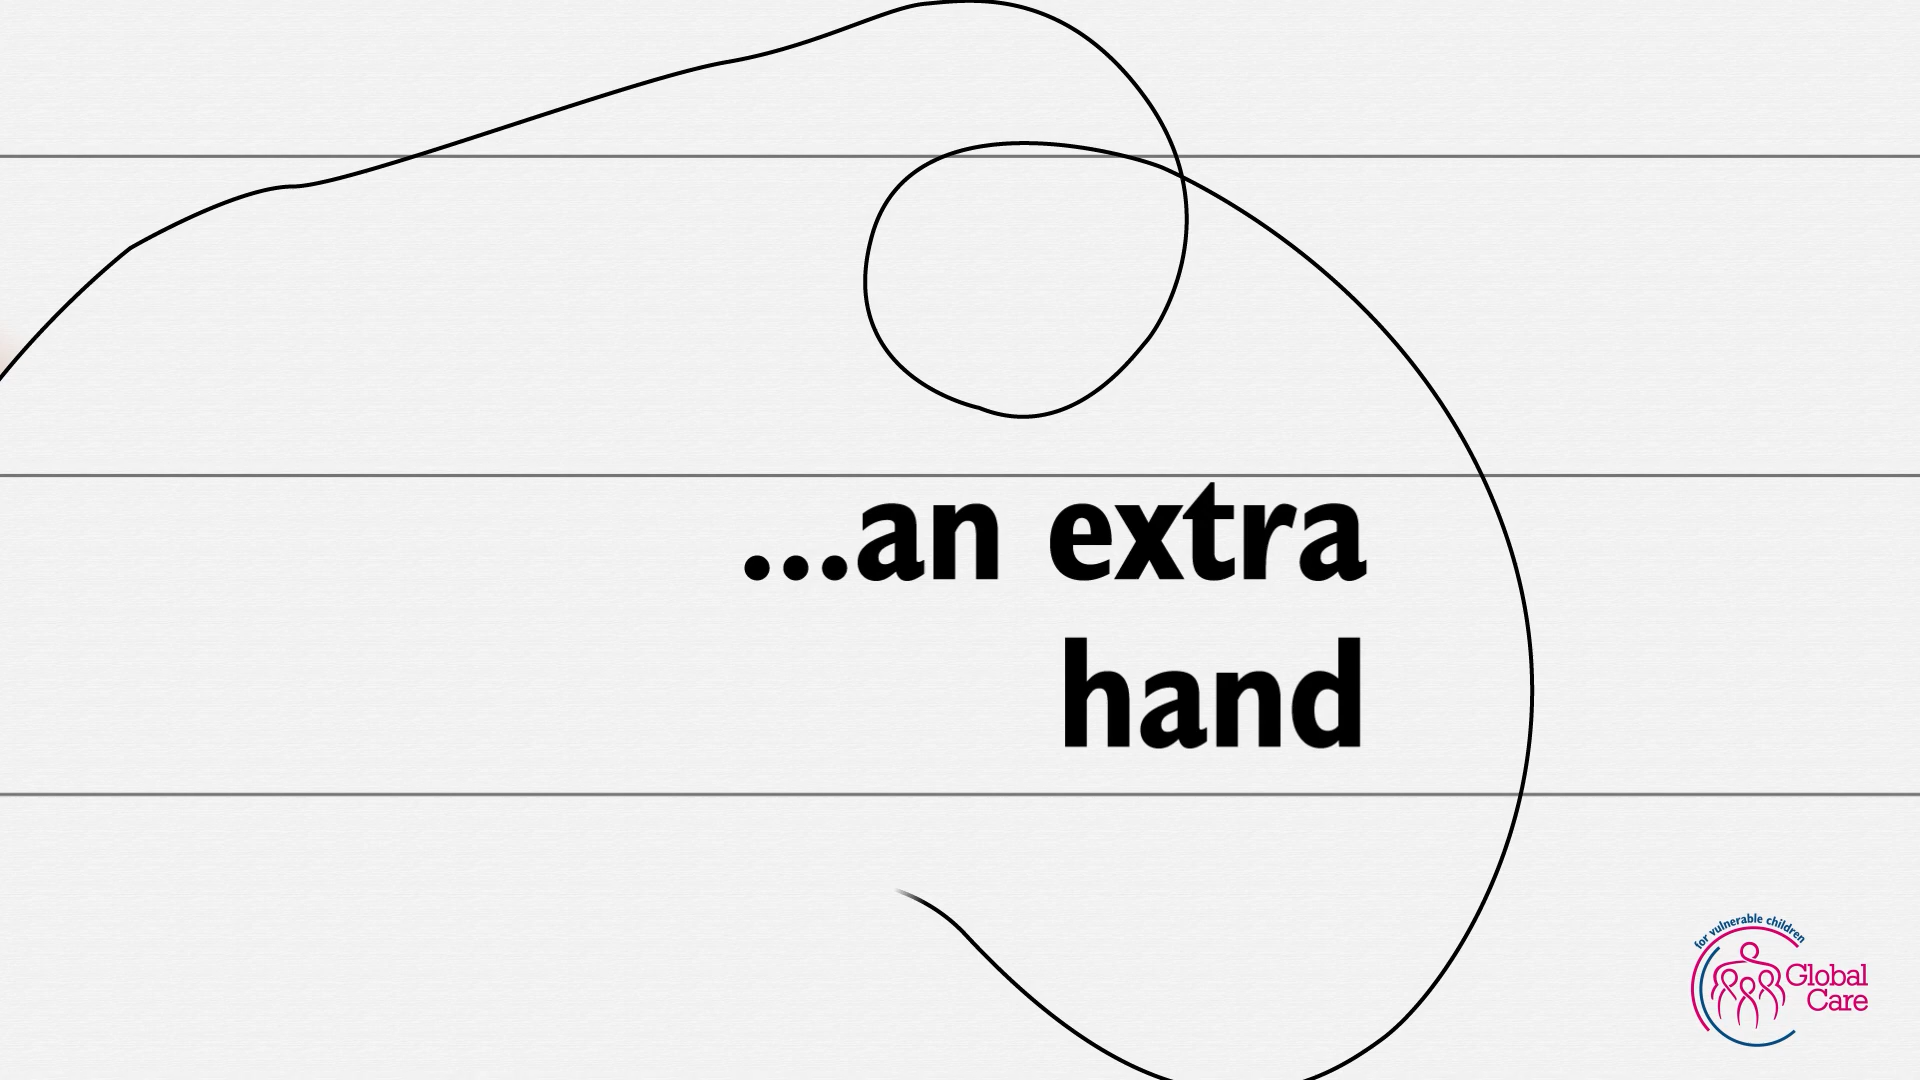 ...an extra
hand
for vulnerable children
Global
Care